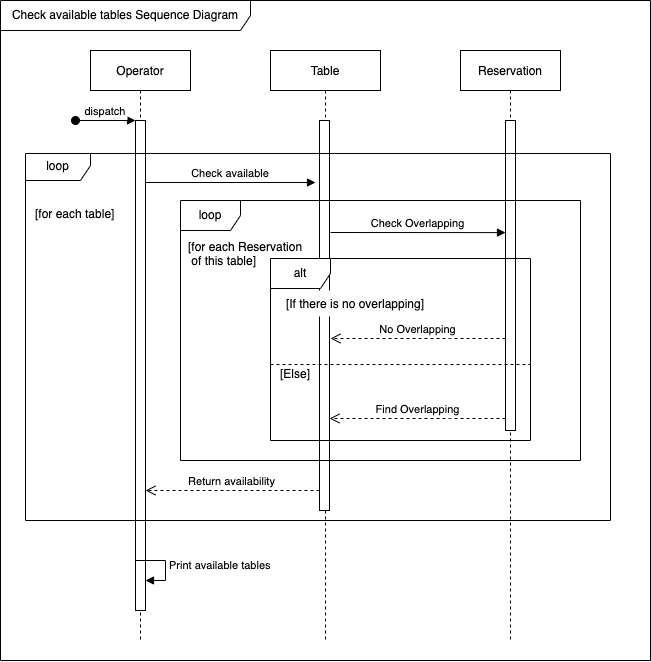 Check available tables Sequence Diagram
Operator
Table
Reservation
dispatch
loop
Check available
[for each table]
loop
Check Overlapping
[for each Reservation
of this table]
alt
[If there is no overlapping]
No Overlapping
[Else]
Find Overlapping
Return availability
Print available tables